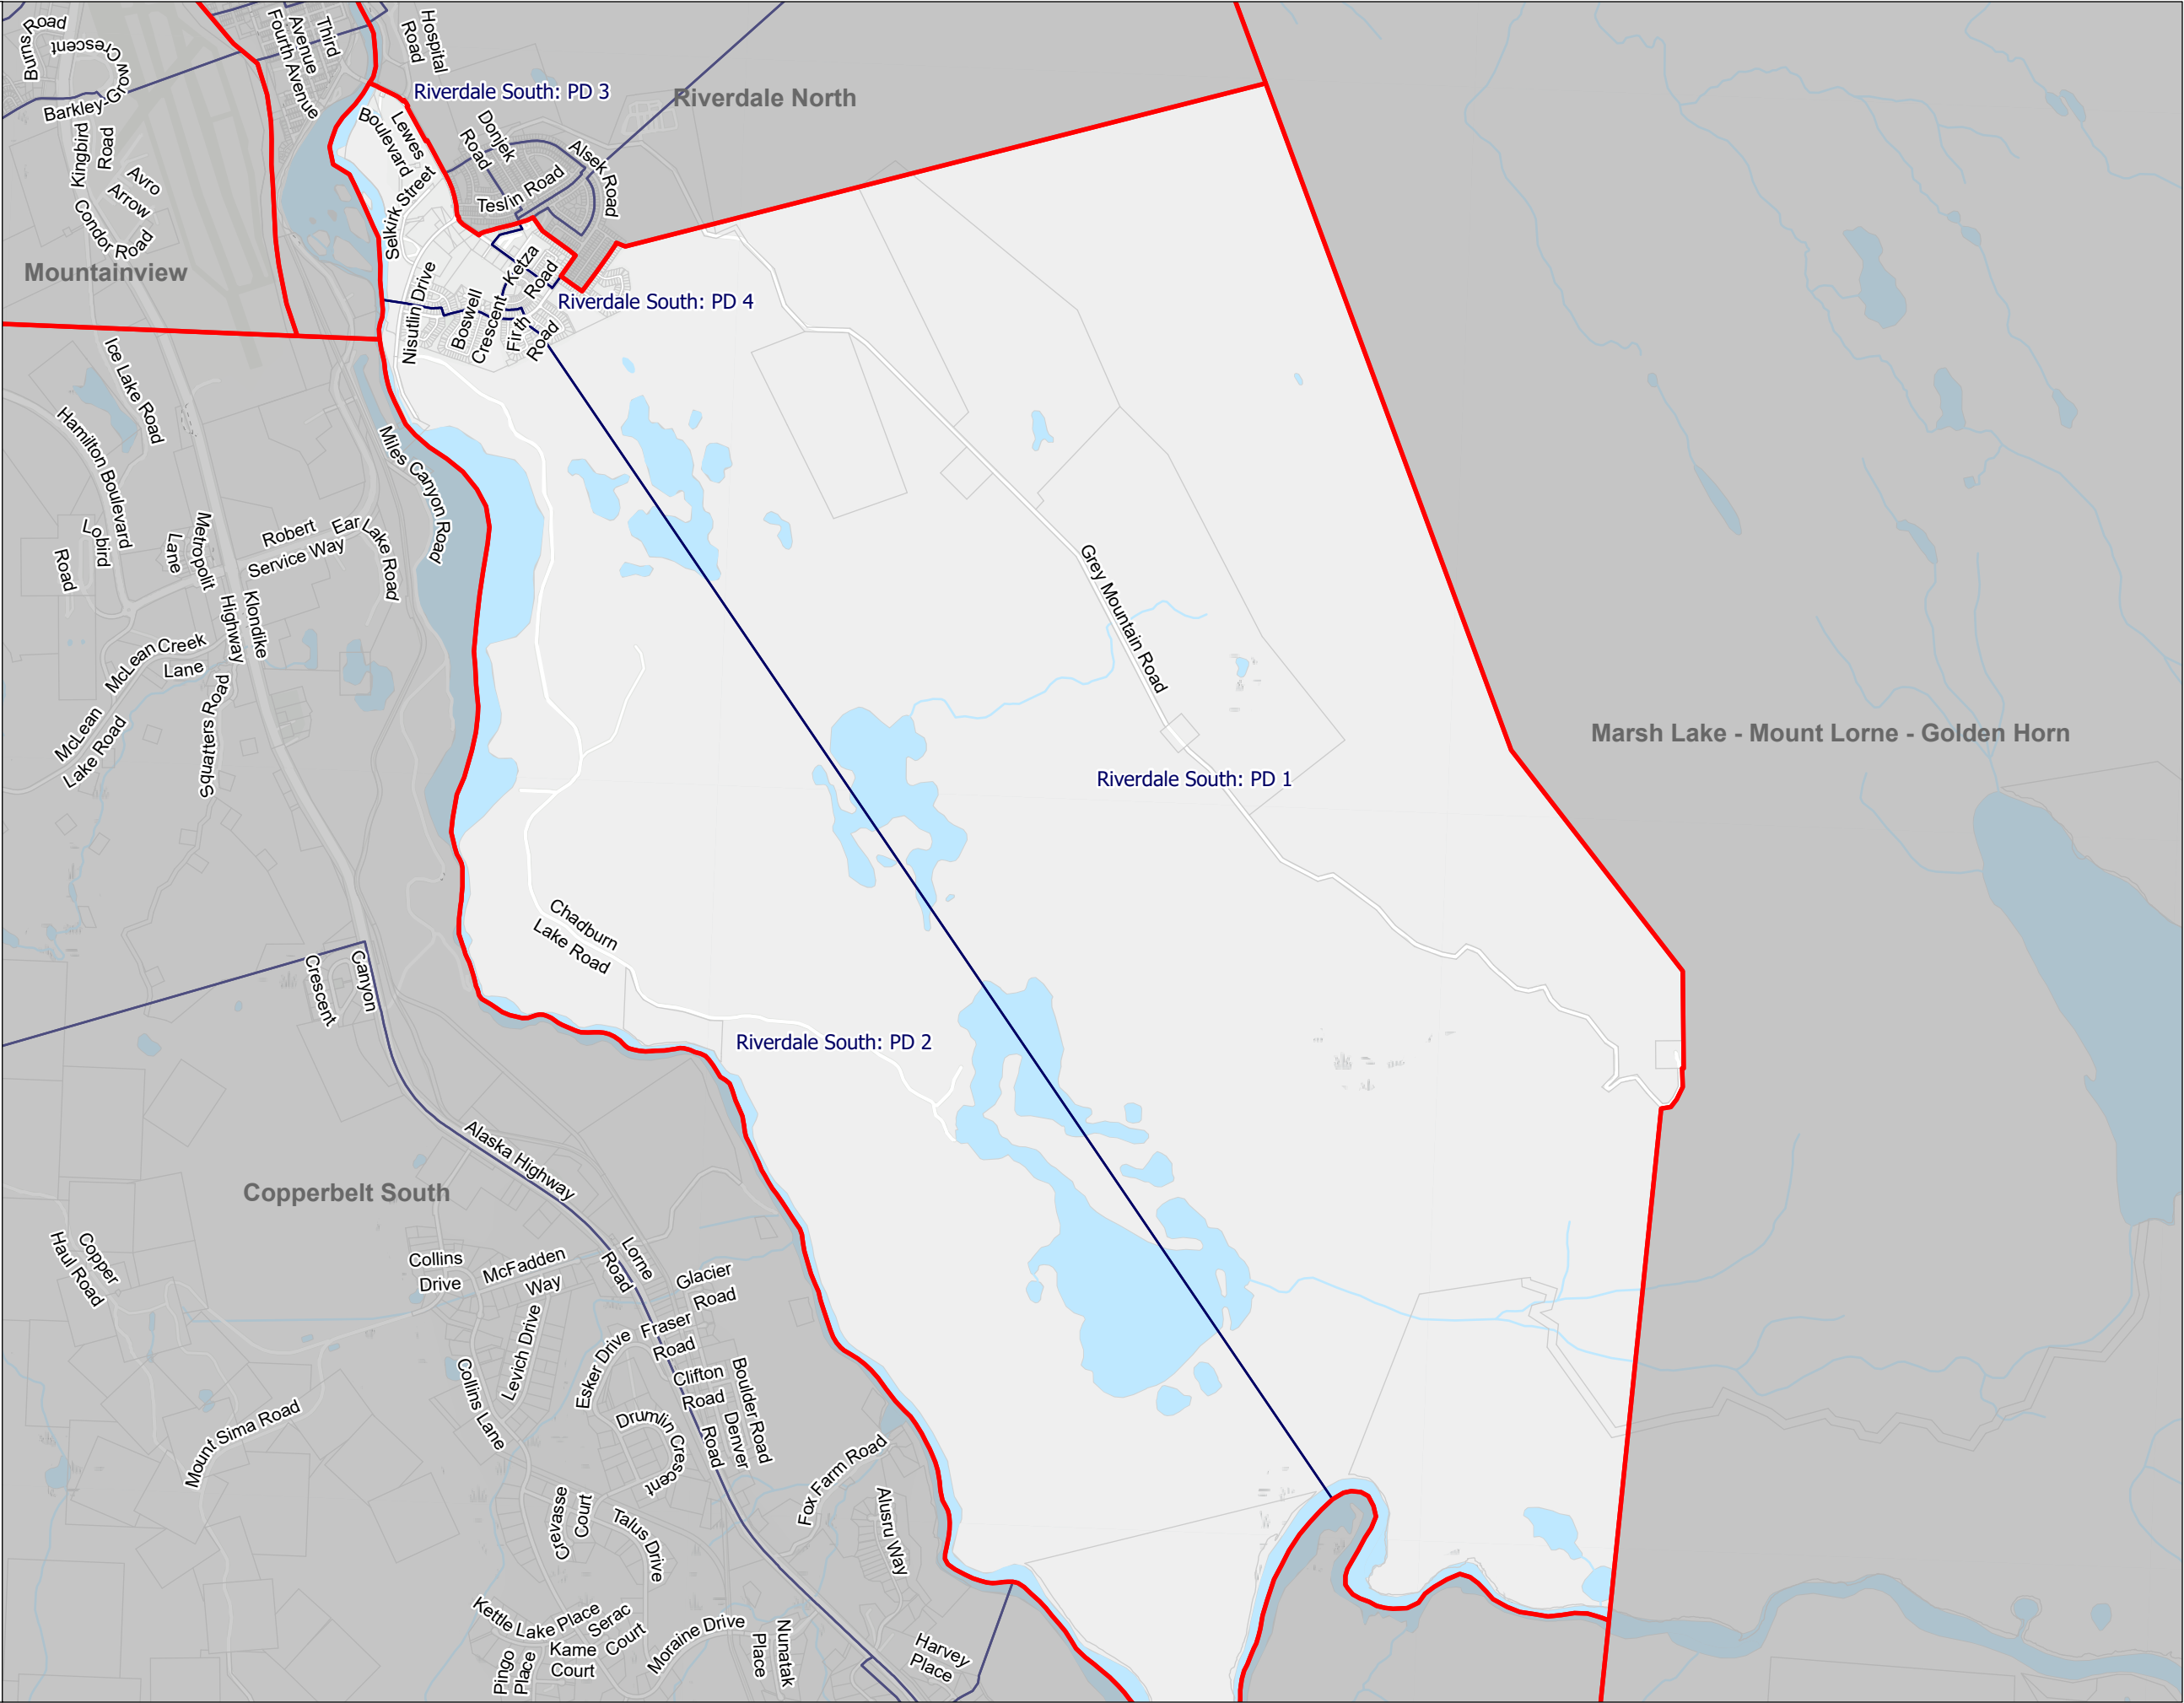 Burns Road
Crescent
Barkley-Grow
Third
Avenue
Fourth Avenue
Hospital
Road
Riverdale South: PD 3
Riverdale North
Kingbird
Road
Avro
Arrow
Condor Road
Mountainview
Lewes
Boulevard
Selkirk Street
Donjek
Road
Alsek Road
Teslin Road
Ketza
Road
Nisutlin Drive
Boswell
Crescent
Firth
Road
Riverdale South: PD 4
Ice Lake Road
Hamilton Boulevard
Miles Canyon Road
Lobird
Road
Metropolit
Lane
Robert
Service Way
Ear
Lake Road
Klondike
Highway
McLean Creek
Lane
McLean
Lake Road
Squatters Road
Grey Mountain Road
Marsh Lake - Mount Lorne - Golden Horn
Riverdale South: PD 1
Chadburn
Lake Road
Canyon
Crescent
Riverdale South: PD 2
Alaska Highway
Copperbelt South
Copper
Haul Road
Collins
Drive
McFadden
Way
Lorne
Road
Glacier
Road
Levich Drive
Esker Drive
Fraser
Road
Collins Lane
Clifton
Road
Boulder Road
Denver
Road
Drumlin Crescent
Mount Sima Road
Fox Farm Road
Crevasse
Court
Talus Drive
Alusru Way
Kettle Lake Place
Serac
Court
Kame
Court
Moraine Drive
Pingo
Place
Nunatak
Place
Harvey
Place